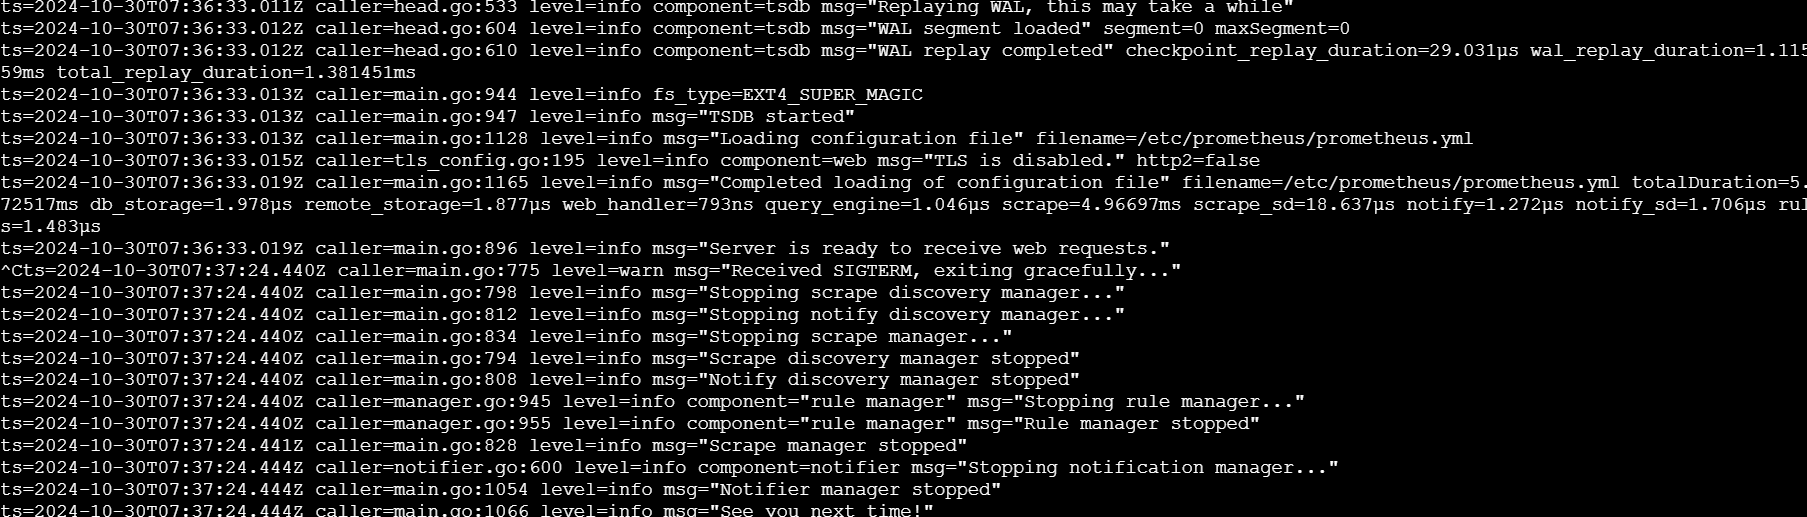 ts=2024-10-30T07:36:33.011Z caller=head.go:533 level=info component=tsdb msg="Replaying WAL, this may take a while"
ts=2024-10-30T07:36:33.012Z caller=head.go:604 level=info component=tsdb msg="WAL segment loaded" segment=0 maxSegment=0
ts=2024-10-30T07:36:33.012Z caller=head.go:610 level=info component=tsdb msg="WAL replay completed" checkpoint_replay_duration=29.031µs wal_replay_duration=1.115
59ms total_replay_duration=1.381451ms
ts=2024-10-30T07:36:33.013Z caller=main.go:944 level=info fs_type=EXT4_SUPER_MAGIC
ts=2024-10-30T07:36:33.013Z caller=main.go:947 level=info msg="TSDB started"
ts=2024-10-30T07:36:33.013Z caller=main.go:1128 level=info msg="Loading configuration file" filename=/etc/prometheus/prometheus.yml
ts=2024-10-30T07:36:33.015Z caller=tls_config.go:195 level=info component=web msg="TLS is disabled." http2=false
ts=2024-10-30T07:36:33.019Z caller=main.go:1165 level=info msg="Completed loading of configuration file" filename=/etc/prometheus/prometheus.yml totalDuration=5.
72517ms db_storage=1.978µs remote_storage=1.877µs web_handler=793ns query_engine=1.046µs scrape=4.96697ms scrape_sd=18.637µs notify=1.272µs notify_sd=1.706µs rul
s=1.483µs
ts=2024-10-30T07:36:33.019Z caller=main.go:896 level=info msg="Server is ready to receive web requests."
^Cts=2024-10-30T07:37:24.440Z caller=main.go:775 level=warn msg="Received SIGTERM, exiting gracefully..."
ts=2024-10-30T07:37:24.440Z caller=main.go:798 level=info msg="Stopping scrape discovery manager..."
ts=2024-10-30T07:37:24.440Z caller=main.go:812 level=info msg="Stopping notify discovery manager..."
ts=2024-10-30T07:37:24.440Z caller=main.go:834 level=info msg="Stopping scrape manager..."
ts=2024-10-30T07:37:24.440Z caller=main.go:794 level=info msg="Scrape discovery manager stopped"
ts=2024-10-30T07:37:24.440Z caller=main.go:808 level=info msg="Notify discovery manager stopped"
ts=2024-10-30T07:37:24.440Z caller=manager.go:945 level=info component="rule manager" msg="Stopping rule manager..."
ts=2024-10-30T07:37:24.440Z caller=manager.go:955 level=info component="rule manager" msg="Rule manager stopped"
ts=2024-10-30T07:37:24.441Z caller=main.go:828 level=info msg="Scrape manager stopped"
ts=2024-10-30T07:37:24.444Z caller=notifier.go:600 level=info component=notifier msg="Stopping notification manager..."
ts=2024-10-30T07:37:24.444Z caller=main.go:1054 level=info msg="Notifier manager stopped"
ts=2024-10-30T07:37:24.444Z caller=main.go:1066 level=info msg="See you next time!"